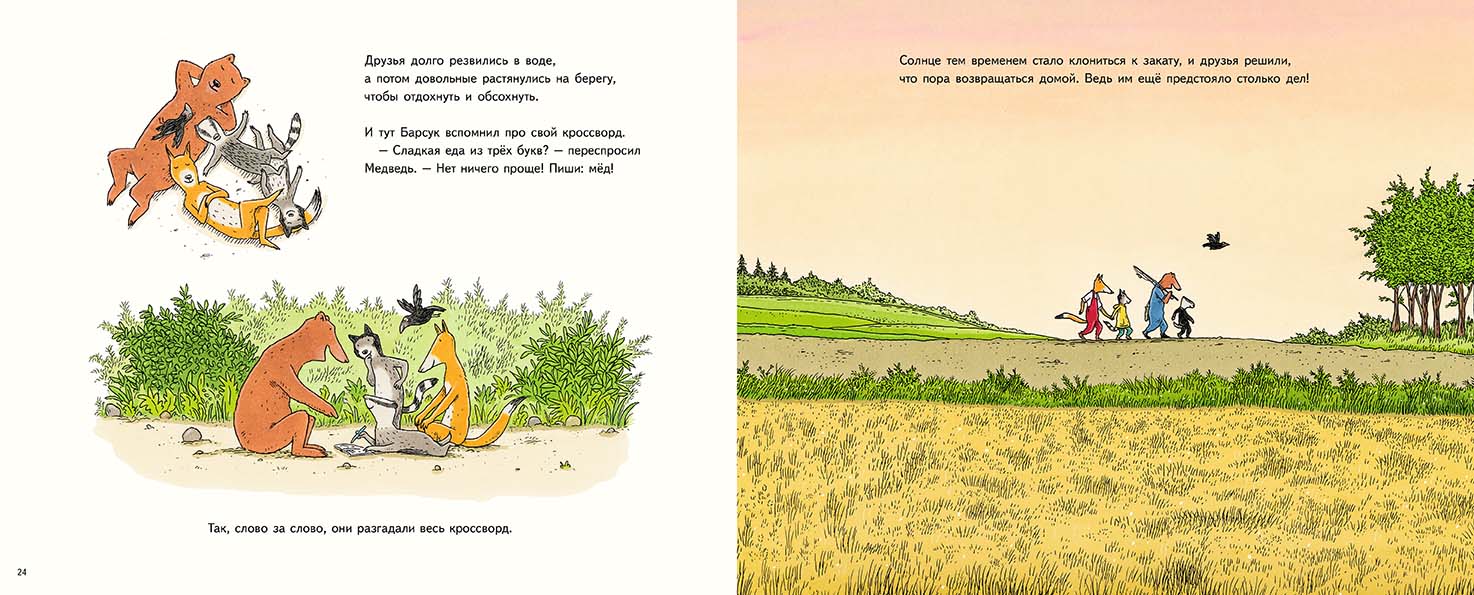 Друзья долго резвились в воде,
а потом довольные растянулись на берегу,
чтобы отдохнуть и обсохнуть.
И тут Барсук вспомнил про свой кроссворд.
— Сладкая еда из трёх букв? — переспросил
Медведь. — Нет ничего проще! Пиши: мёд!
Так, слово за слово, они разгадали весь кроссворд.
24
Солнце тем временем стало клониться к закату, и друзья решили,
что пора возвращаться домой. Ведь им ещё предстояло столько дел!